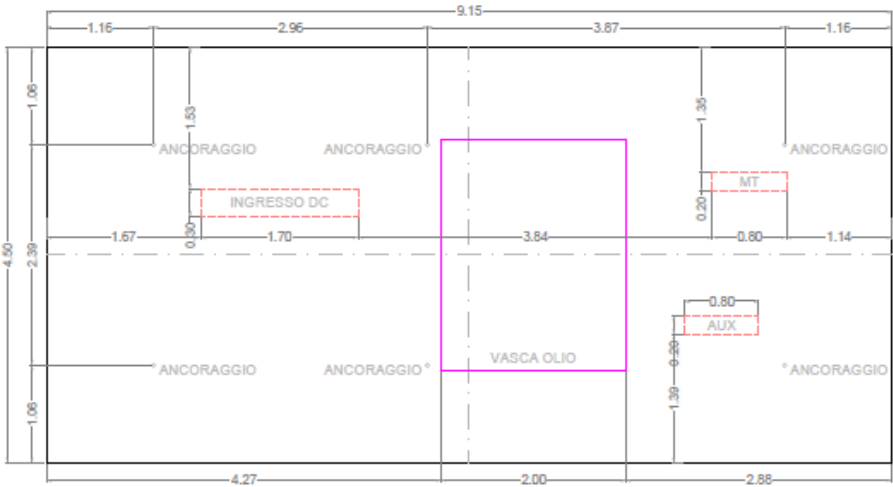 9.15
1.16 2.96 3.87 1.16
1.06 1.53 1.35
ANCORAGGIO ANCORAGGIO ANCORAGGIO
MT
INGRESSO DC
0.20
0.30
1.67 1.70 3.84 0.80 1.14
4.50 2.39
0.80
AUX
0.20
VASCA OLIO
ANCORAGGIO ANCORAGGIO ANCORAGGIO
1.39
1.06
4.27 2.00 2.88